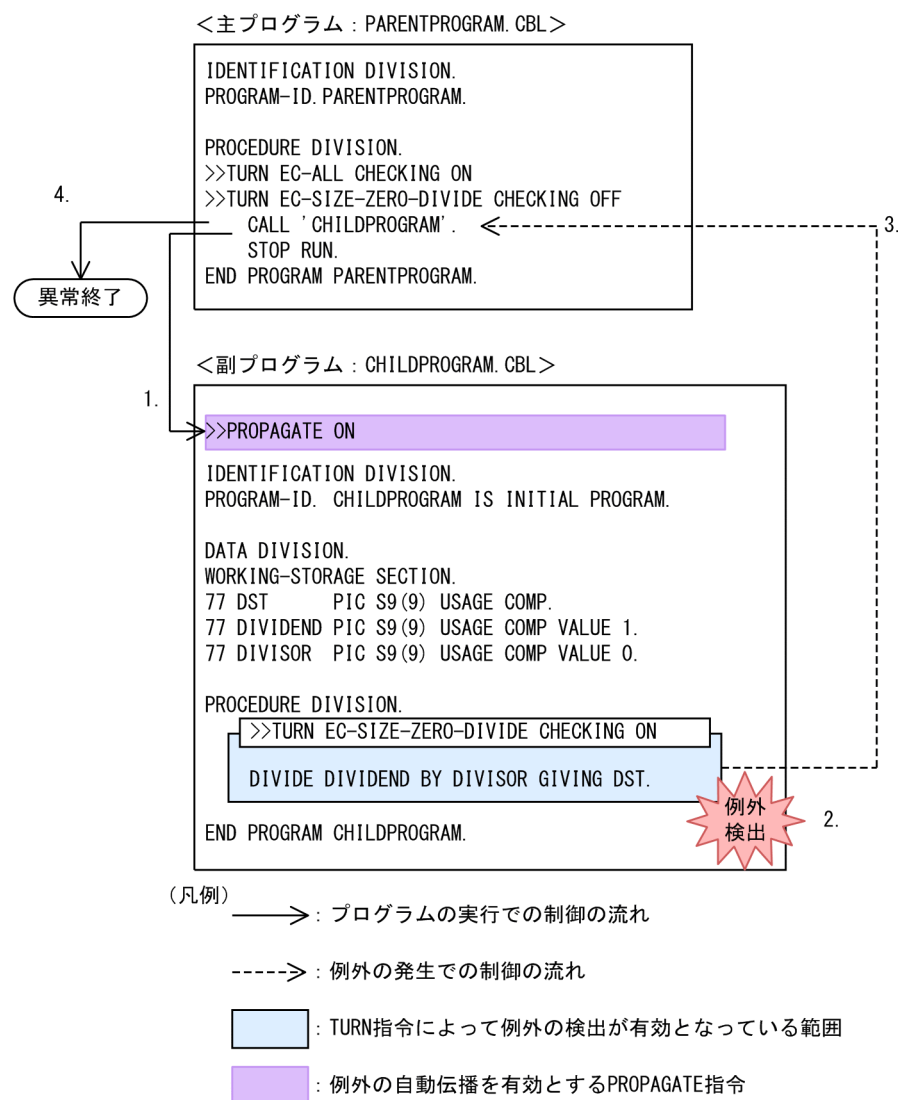 ＜主プログラム：PARENTPROGRAM.CBL＞
IDENTIFICATION DIVISION.
PROGRAM-ID.PARENTPROGRAM.
PROCEDURE DIVISION.
>>TURN EC-ALL CHECKING ON
>>TURN EC-SIZE-ZERO-DIVIDE CHECKING OFF
CALL 'CHILDPROGRAM'.
STOP RUN.
END PROGRAM PARENTPROGRAM.
4.
3.
異常終了
＜副プログラム：CHILDPROGRAM.CBL＞
1.
>>PROPAGATE ON
IDENTIFICATION DIVISION.
PROGRAM-ID. CHILDPROGRAM IS INITIAL PROGRAM.
DATA DIVISION.
WORKING-STORAGE SECTION.
77 DST      PIC S9(9) USAGE COMP.
77 DIVIDEND PIC S9(9) USAGE COMP VALUE 1.
77 DIVISOR  PIC S9(9) USAGE COMP VALUE 0.
PROCEDURE DIVISION.
>>TURN EC-SIZE-ZERO-DIVIDE CHECKING ON
DIVIDE DIVIDEND BY DIVISOR GIVING DST.
例外
検出
2.
END PROGRAM CHILDPROGRAM.
（凡例）
：プログラムの実行での制御の流れ
：例外の発生での制御の流れ
：TURN指令によって例外の検出が有効となっている範囲
：例外の自動伝播を有効とするPROPAGATE指令